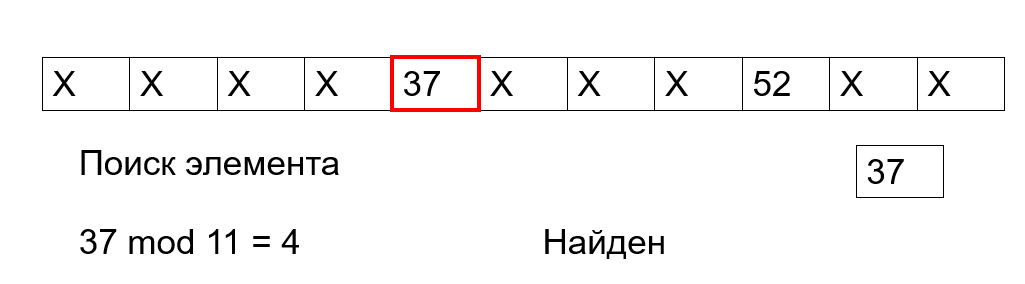 X X X X 37 X X X 52 X X
Поиск элемента 37
37 mod 11 = 4 Найден